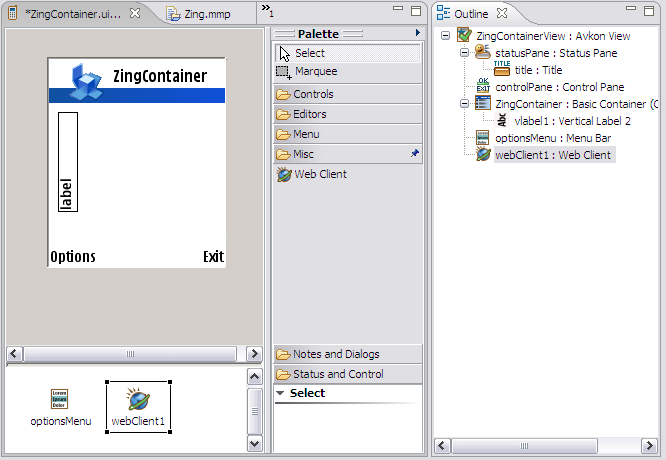 *ZingContainer.ui...
Zing.mmp
»1
ZingContainer
label
Options
Exit
optionsMenu
webClient1
Palette
Select
Marquee
Controls
Editors
Menu
Misc
Web Client
Notes and Dialogs
Status and Control
Select
Outline
ZingContainerView : Avkon View
statusPane : Status Pane
TITLE
title : Title
OK
EXIT
controlPane : Control Pane
ZingContainer : Basic Container (C
Abc
vlabel1 : Vertical Label 2
optionsMenu : Menu Bar
webClient1 : Web Client